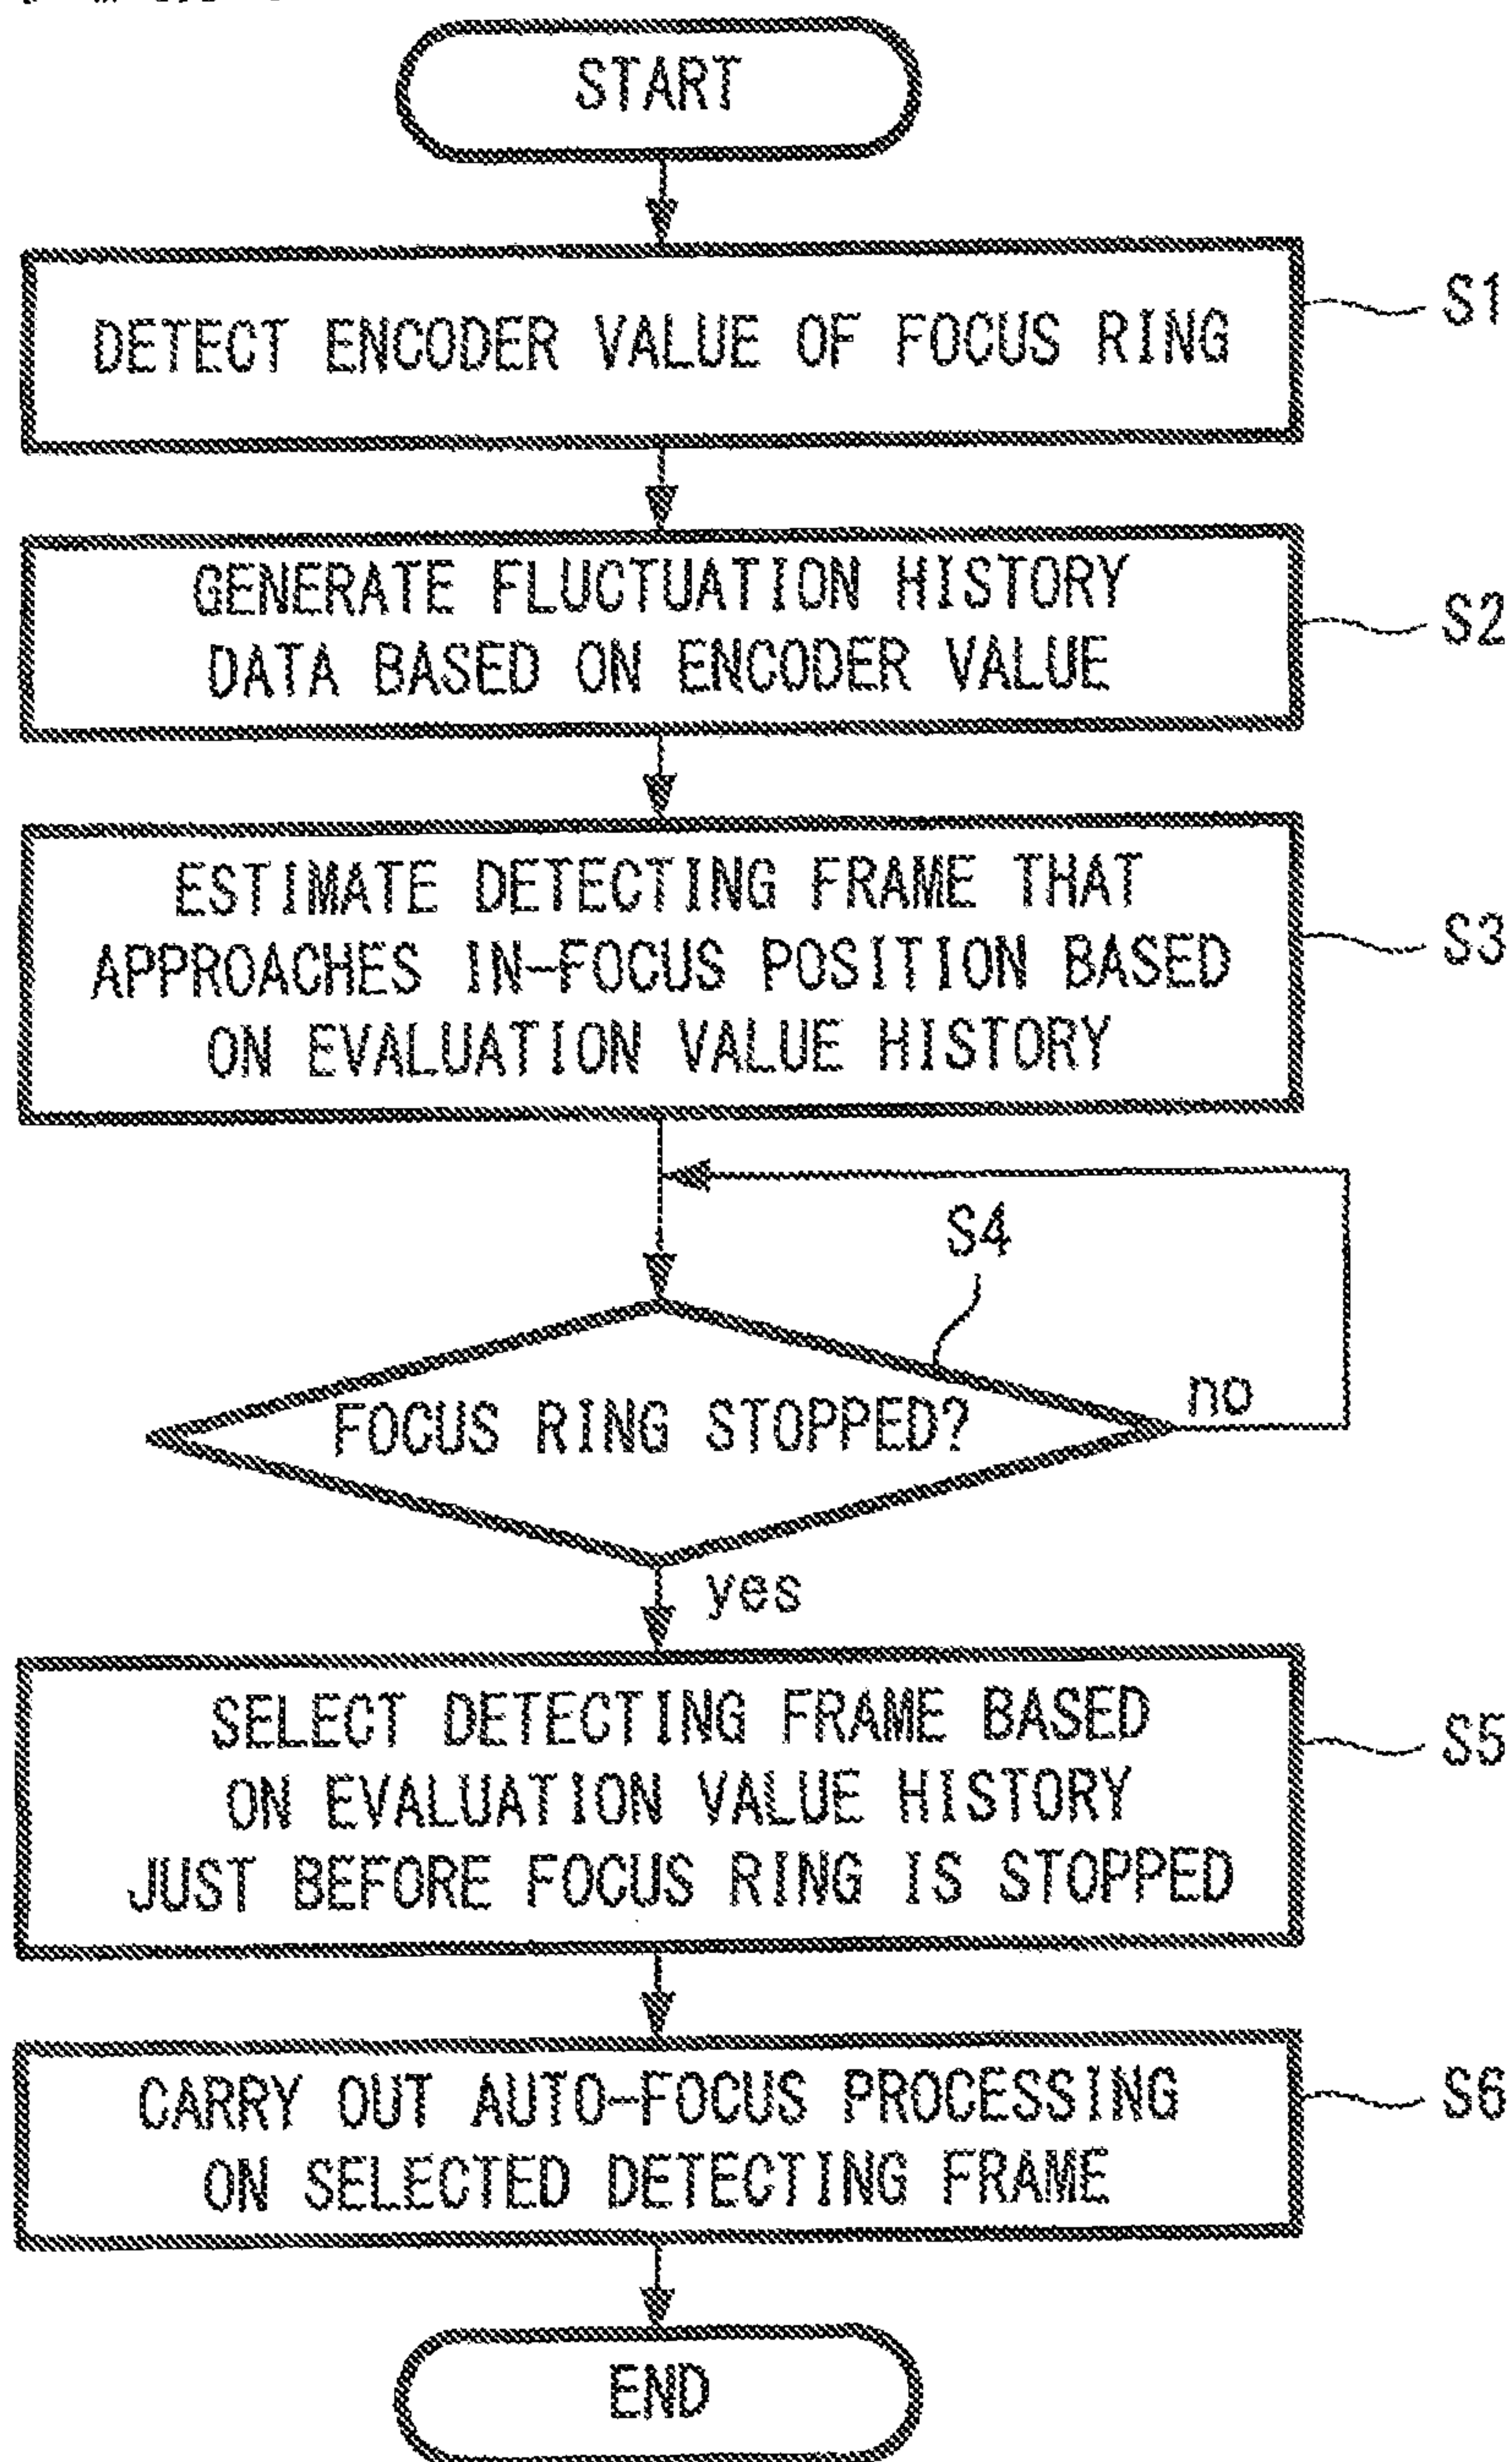 START
DETECT ENCODER VALUE OF FOCUS RING
S1
GENERATE FLUCTUATION HISTORY
DATA BASED ON ENCODER VALUE
S2
ESTIMATE DETECTING FRAME THAT
APPROACHES IN-FOCUS POSITION BASED
ON EVALUATION VALUE HISTORY
S3
S4
FOCUS RING STOPPED?
no
yes
SELECT DETECTING FRAME BASED
ON EVALUATION VALUE HISTORY
JUST BEFORE FOCUS RING IS STOPPED
S5
CARRY OUT AUTO-FOCUS PROCESSING
ON SELECTED DETECTING FRAME
S6
END